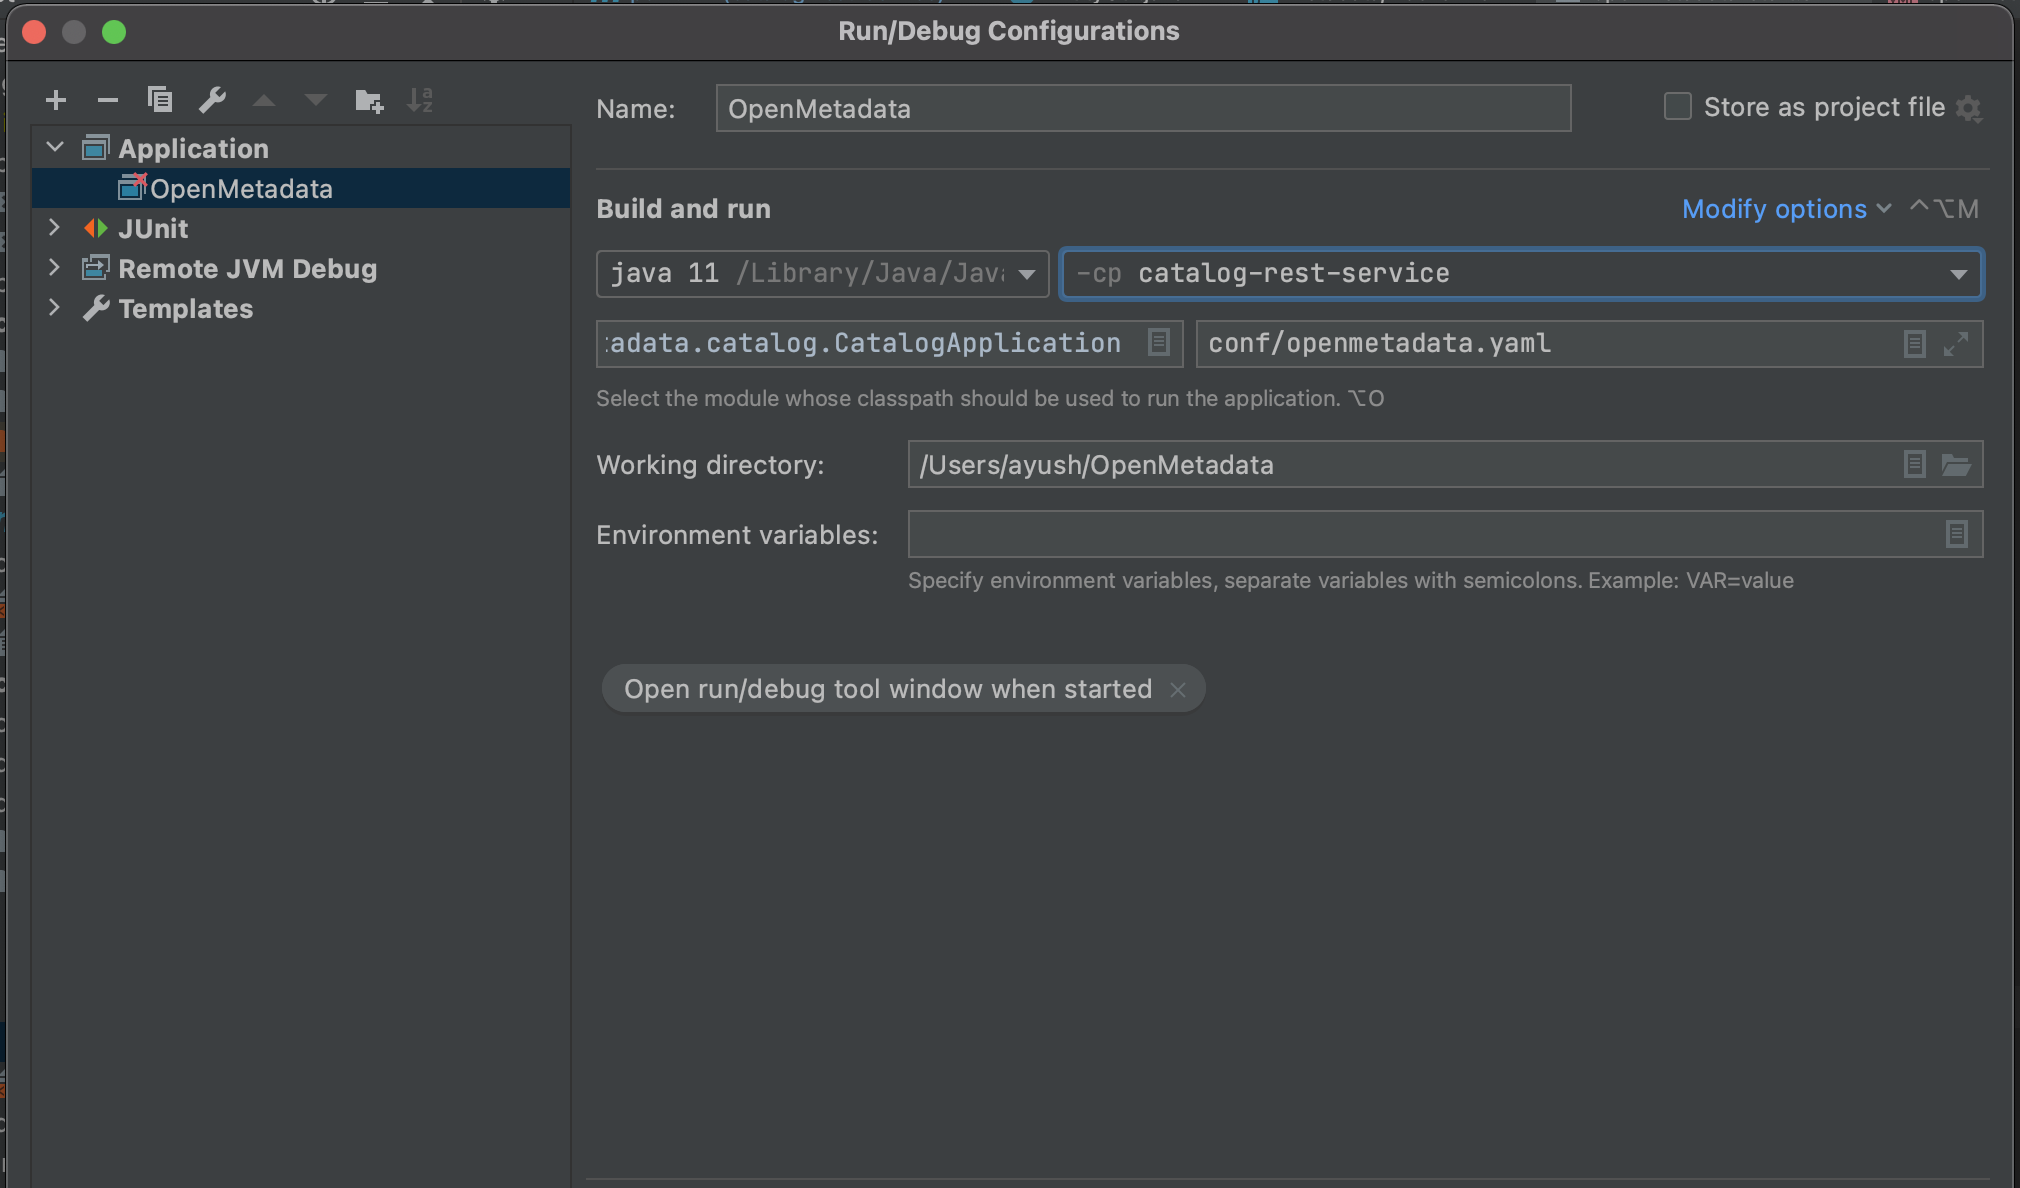 Run/Debug Configurations
Name: OpenMetadata
Store as project file
Application
OpenMetadata
JUnit
Remote JVM Debug
Templates
Build and run
Modify options ⌃⌥M
java 11 /Library/Java/Java
-cp catalog-rest-service
adata.catalog.CatalogApplication
conf/openmetadata.yaml
Select the module whose classpath should be used to run the application. ⌥O
Working directory: /Users/ayush/OpenMetadata
Environment variables:
Specify environment variables, separate variables with semicolons. Example: VAR=value
Open run/debug tool window when started